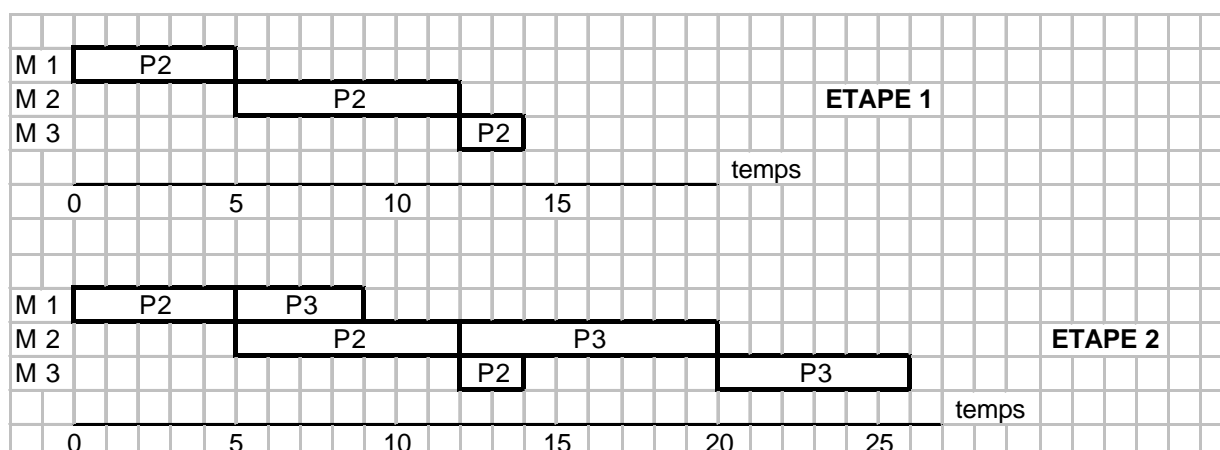 M 1 P2
M 2 P2 ETAPE 1
M 3 P2
temps
0 5 10 15
M 1 P2 P3
M 2 P2 P3 ETAPE 2
M 3 P2 P3
temps
0 5 10 15 20 25